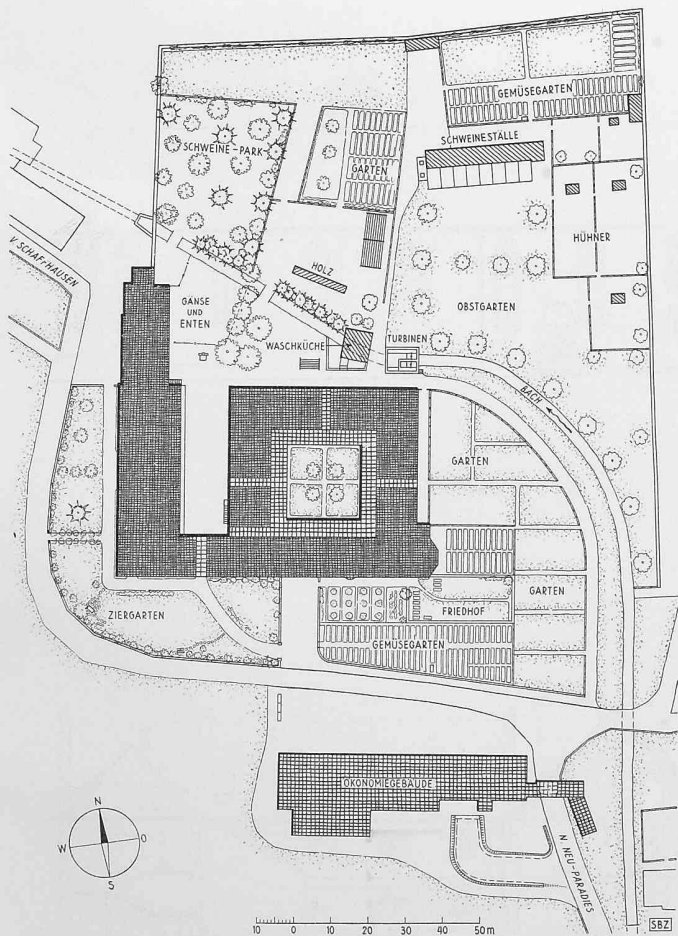 GEMÜSEGARTEN
SCHWEINESTÄLLE
SCHWEINE-PARK
GARTEN
V. SCHAFFHAUSEN
HÜHNER
HOLZ
GÄNSE
UND
ENTEN
OBSTGARTEN
WASCHKÜCHE
TURBINEN
BACH
GARTEN
GARTEN
ZIERGARTEN
FRIEDHOF
GEMÜSEGARTEN
ÖKONOMIEGEBÄUDE
N
W
O
S
N. NEU-PARADIES
10 0 10 20 30 40 50m
SBZ